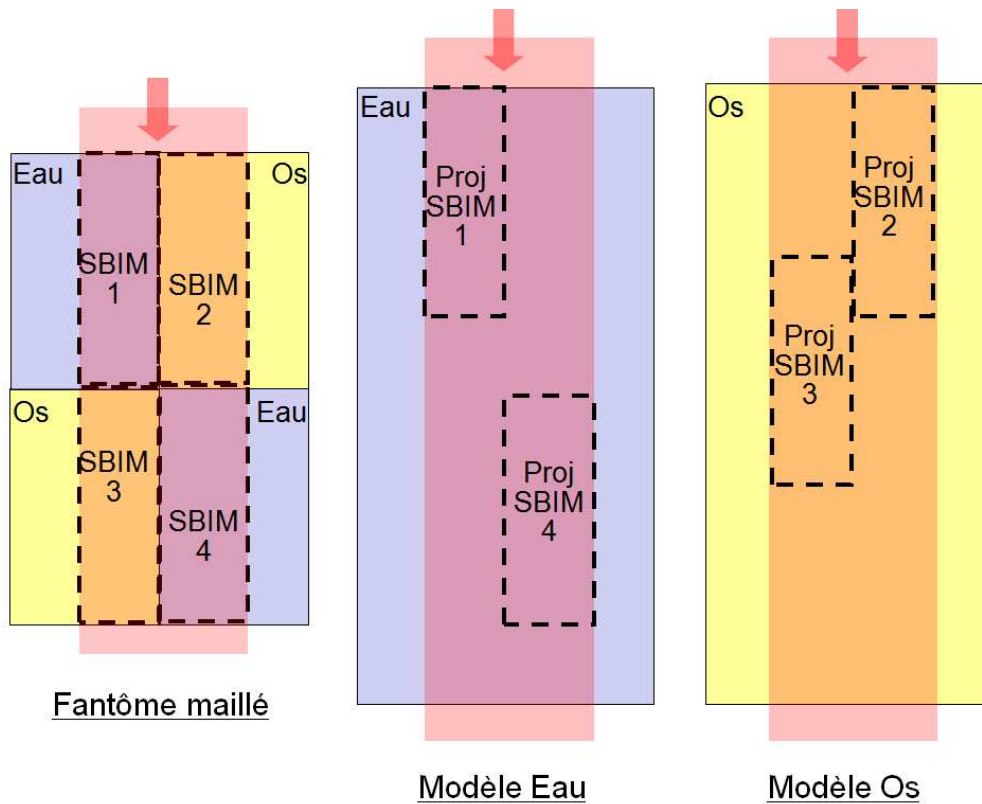 Eau
Os
SBIM
1
SBIM
2
Os
Eau
SBIM
3
SBIM
4
Fantôme maillé
Eau
Proj
SBIM
1
Proj
SBIM
4
Modèle Eau
Os
Proj
SBIM
2
Proj
SBIM
3
Modèle Os